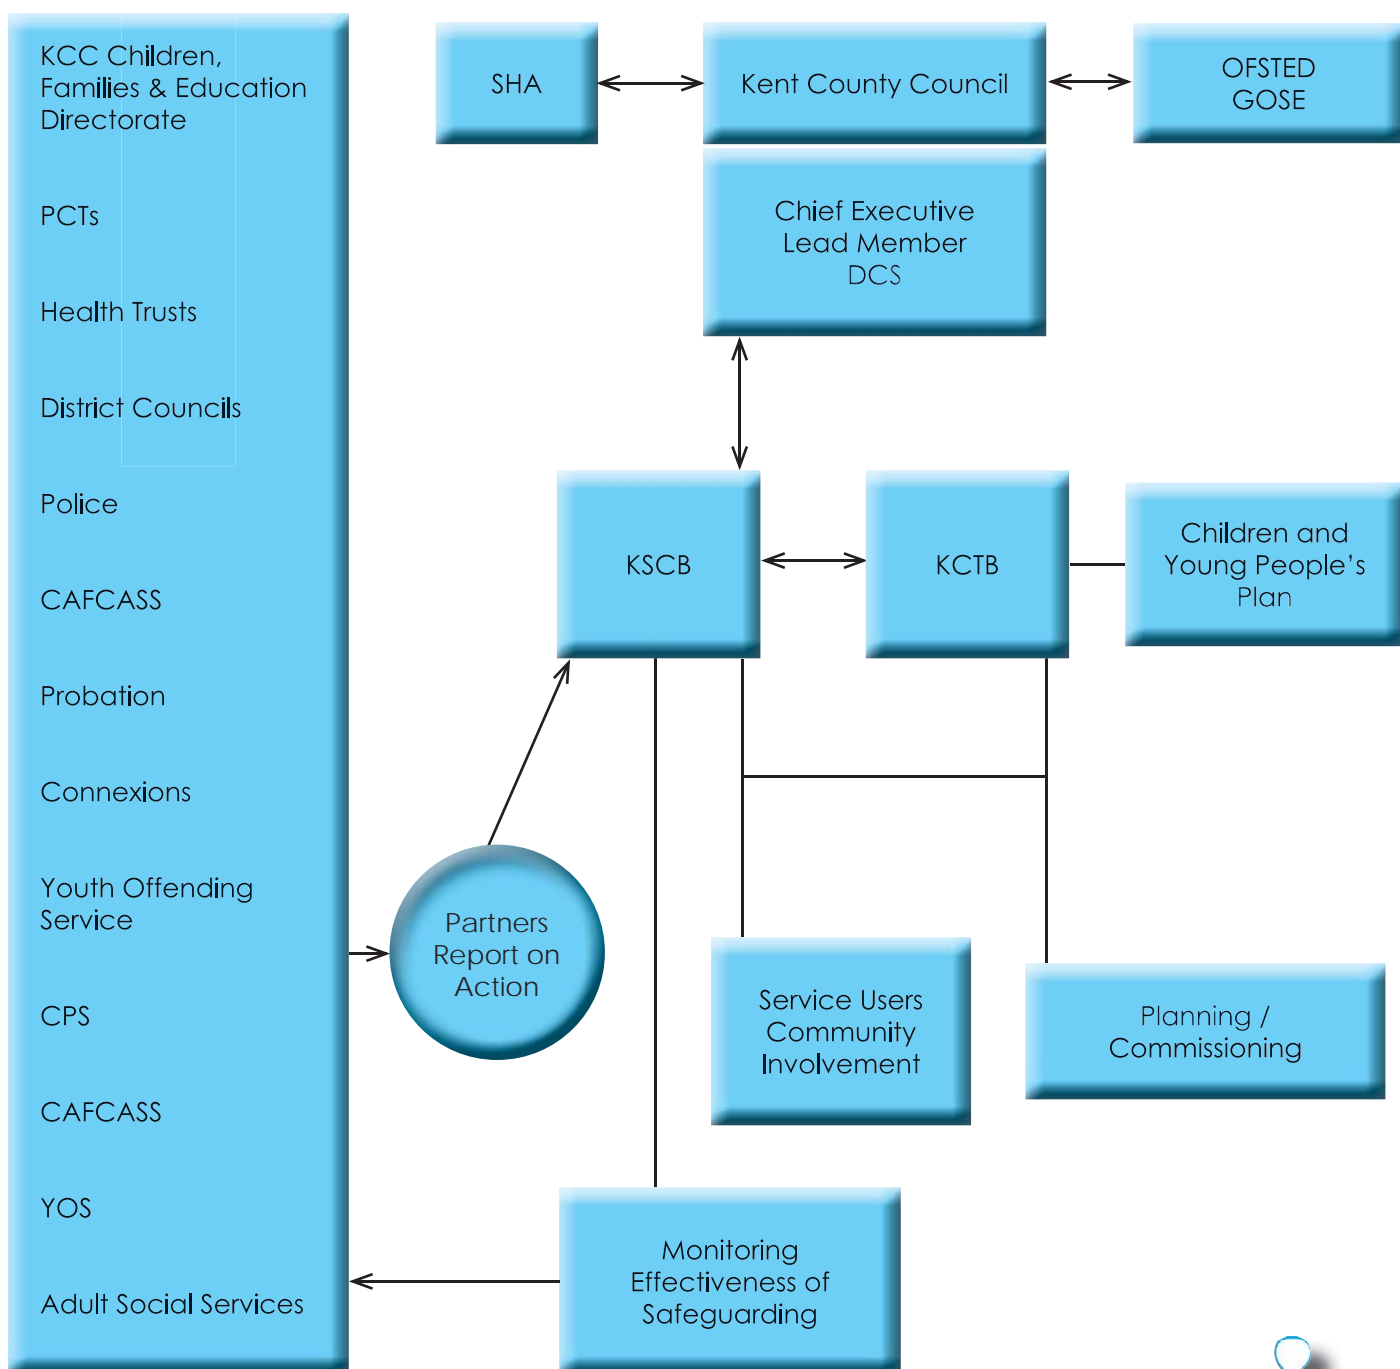 KCC Children,
Families & Education
Directorate
PCTs
Health Trusts
District Councils
Police
CAFCASS
Probation
Connexions
Youth Offending
Service
CPS
CAFCASS
YOS
Adult Social Services
SHA
Kent County Council
OFSTED
GOSE
Chief Executive
Lead Member
DCS
KSCB
KCTB
Children and
Young People’s
Plan
Partners
Report on
Action
Service Users
Community
Involvement
Planning /
Commissioning
Monitoring
Effectiveness of
Safeguarding